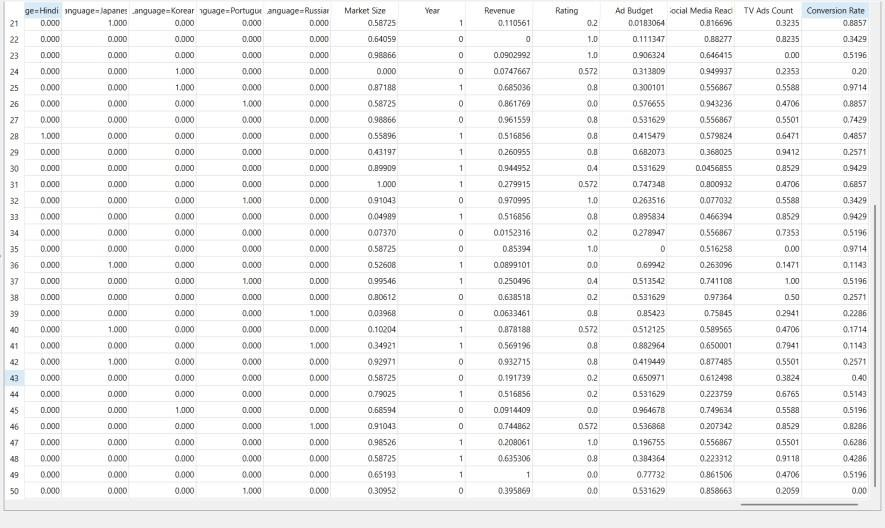 ge=Hindi anguage=Japanes .anguage=Korean nguage=Portugue .anguage=Russian Market Size Year Revenue Rating Ad Budget ocial Media Reacl TV Ads Count Conversion Rate
21 0.000 1.000 0.000 0.000 0.000 0.58725 1 0.110561 0.2 0.0183064 0.816696 0.3235 0.8857
22 0.000 0.000 0.000 0.000 0.000 0.64059 0 0 1.0 0.111347 0.88277 0.8235 0.3429
23 0.000 0.000 0.000 0.000 0.000 0.98866 0 0.0902992 1.0 0.906324 0.646415 0.00 0.5196
24 0.000 0.000 1.000 0.000 0.000 0.000 0 0.0747667 0.572 0.313809 0.949937 0.2353 0.20
25 0.000 0.000 1.000 0.000 0.000 0.87188 1 0.685036 0.8 0.300101 0.556867 0.5588 0.9714
26 0.000 0.000 0.000 1.000 0.000 0.58725 0 0.861769 0.0 0.576655 0.943236 0.4706 0.8857
27 0.000 0.000 0.000 0.000 0.000 0.98866 0 0.961559 0.8 0.531629 0.556867 0.5501 0.7429
28 1.000 0.000 0.000 0.000 0.000 0.55896 1 0.516856 0.8 0.415479 0.579824 0.6471 0.4857
29 0.000 0.000 0.000 0.000 0.000 0.43197 1 0.260955 0.8 0.682073 0.368025 0.9412 0.2571
30 0.000 0.000 0.000 0.000 0.000 0.89909 1 0.944952 0.4 0.531629 0.0456855 0.8529 0.9429
31 0.000 0.000 0.000 0.000 0.000 1.000 1 0.279915 0.572 0.747348 0.800932 0.4706 0.6857
32 0.000 0.000 0.000 1.000 0.000 0.91043 0 0.970995 1.0 0.263516 0.077032 0.5588 0.3429
33 0.000 0.000 0.000 0.000 0.000 0.04989 1 0.516856 0.8 0.895834 0.466394 0.8529 0.9429
34 0.000 0.000 0.000 0.000 0.000 0.07370 0 0.0152316 0.2 0.278947 0.556867 0.7353 0.5196
35 0.000 0.000 0.000 0.000 0.000 0.58725 0 0.85394 1.0 0 0.516258 0.00 0.9714
36 0.000 1.000 0.000 0.000 0.000 0.52608 1 0.0899101 0.0 0.69942 0.263096 0.1471 0.1143
37 0.000 0.000 0.000 1.000 0.000 0.99546 1 0.250496 0.4 0.513542 0.741108 1.00 0.5196
38 0.000 0.000 0.000 0.000 0.000 0.80612 0 0.638518 0.2 0.531629 0.97364 0.50 0.2571
39 0.000 0.000 0.000 0.000 1.000 0.03968 0 0.0633461 0.8 0.85423 0.75845 0.2941 0.2286
40 0.000 1.000 0.000 0.000 0.000 0.10204 1 0.878188 0.572 0.512125 0.589565 0.4706 0.1714
41 0.000 0.000 0.000 0.000 1.000 0.34921 1 0.569196 0.8 0.882964 0.650001 0.7941 0.1143
42 0.000 1.000 0.000 0.000 0.000 0.92971 0 0.932715 0.8 0.419449 0.877485 0.5501 0.2571
43 0.000 0.000 0.000 0.000 0.000 0.58725 0 0.191739 0.2 0.650971 0.612498 0.3824 0.40
44 0.000 0.000 0.000 0.000 0.000 0.79025 1 0.516856 0.2 0.531629 0.223759 0.6765 0.5143
45 0.000 0.000 1.000 0.000 0.000 0.68594 0 0.0914409 0.0 0.964678 0.749634 0.5588 0.5196
46 0.000 0.000 0.000 0.000 1.000 0.91043 0 0.744862 0.572 0.536868 0.207342 0.8529 0.8286
47 0.000 0.000 0.000 0.000 0.000 0.98526 1 0.208061 1.0 0.196755 0.556867 0.5501 0.6286
48 0.000 0.000 0.000 0.000 0.000 0.58725 1 0.635306 0.8 0.384364 0.223312 0.9118 0.4286
49 0.000 0.000 0.000 0.000 0.000 0.65193 1 1 0.0 0.77732 0.861506 0.4706 0.5196
50 0.000 0.000 0.000 1.000 0.000 0.30952 0 0.395869 0.0 0.531629 0.858663 0.2059 0.00